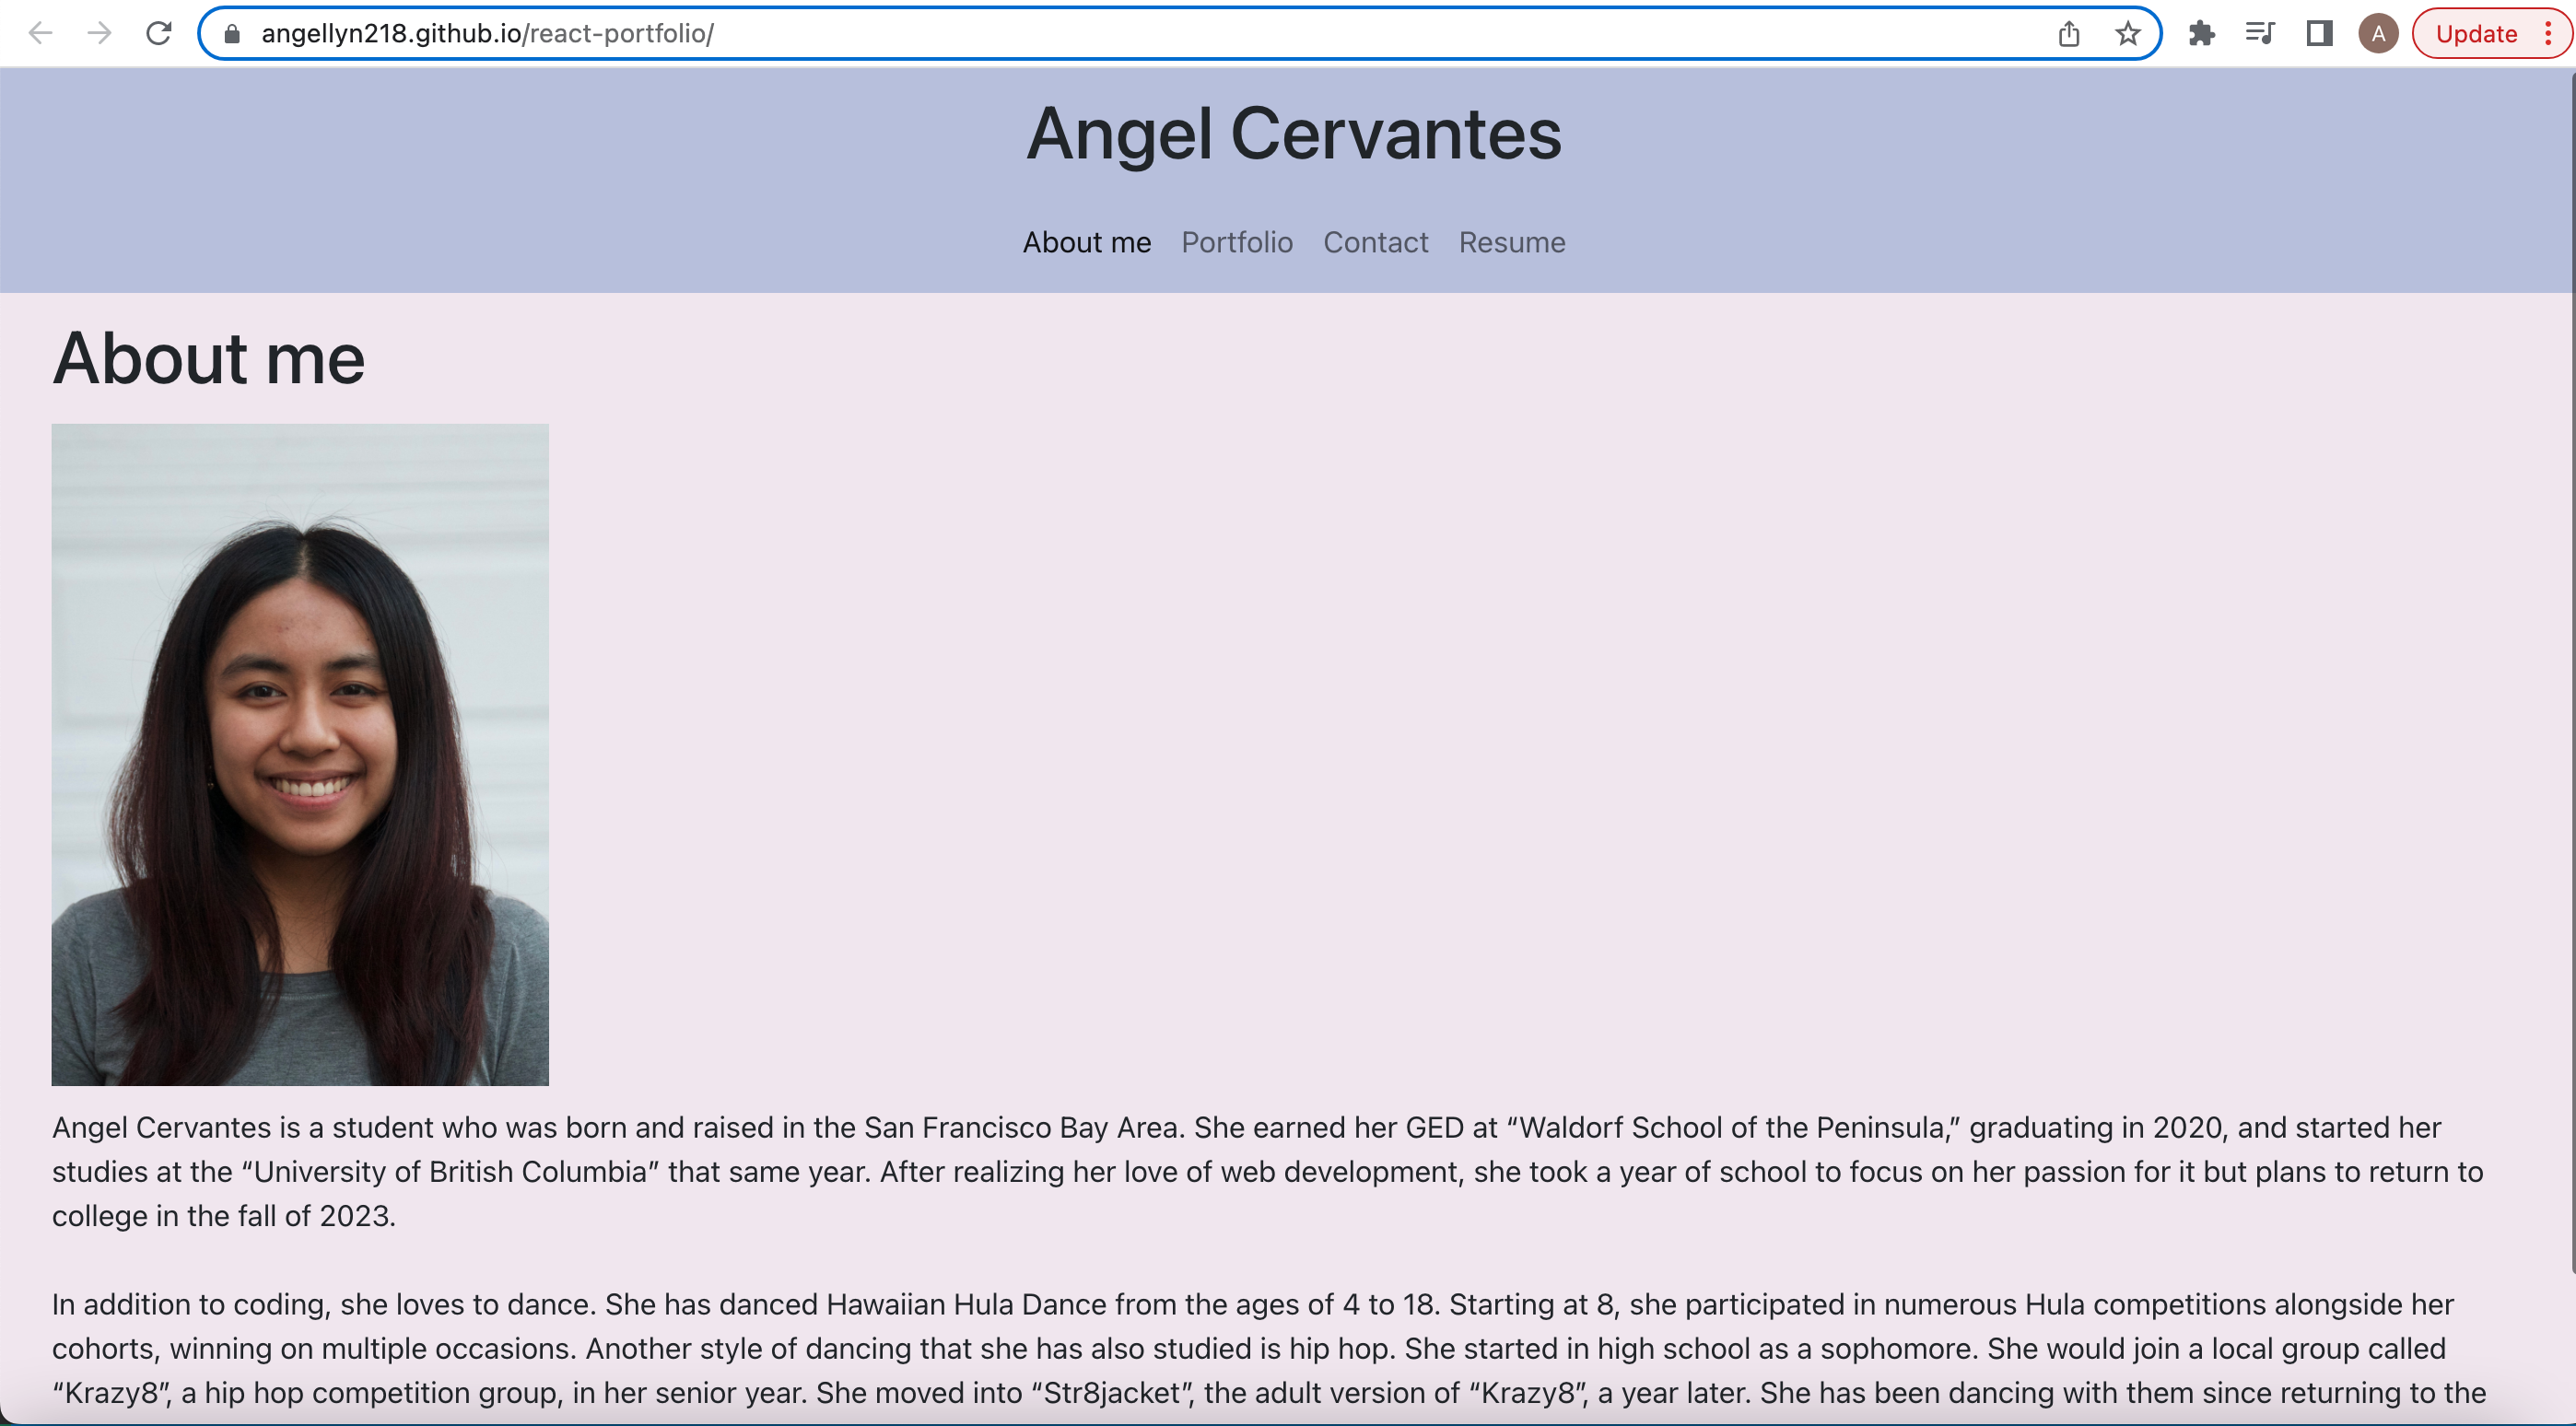 angellyn218.github.io/react-portfolio/
A
Update
Angel Cervantes
About me Portfolio Contact Resume
About me
Angel Cervantes is a student who was born and raised in the San Francisco Bay Area. She earned her GED at “Waldorf School of the Peninsula,” graduating in 2020, and started her
studies at the “University of British Columbia” that same year. After realizing her love of web development, she took a year of school to focus on her passion for it but plans to return to
college in the fall of 2023.
In addition to coding, she loves to dance. She has danced Hawaiian Hula Dance from the ages of 4 to 18. Starting at 8, she participated in numerous Hula competitions alongside her
cohorts, winning on multiple occasions. Another style of dancing that she has also studied is hip hop. She started in high school as a sophomore. She would join a local group called
“Krazy8”, a hip hop competition group, in her senior year. She moved into “Str8jacket”, the adult version of “Krazy8”, a year later. She has been dancing with them since returning to the